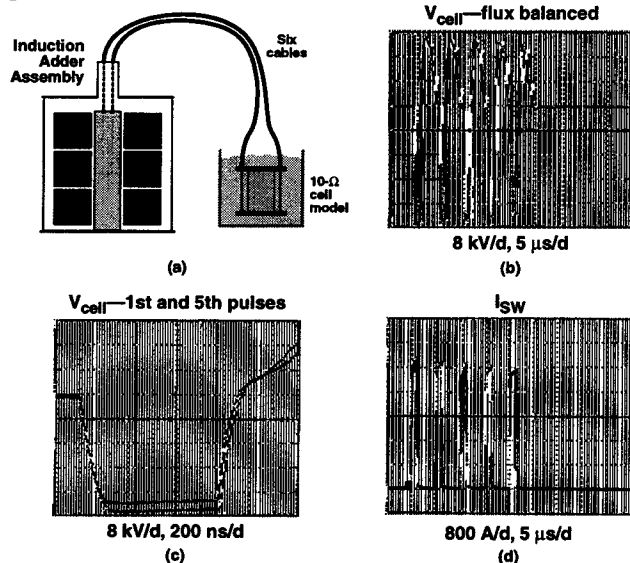 Induction
Adder
Assembly
Six
cables
10-Ω
cell
model
(a)
V_cell—flux balanced
8 kV/d, 5 μs/d
(b)
V_cell—1st and 5th pulses
8 kV/d, 200 ns/d
(c)
I_SW
800 A/d, 5 μs/d
(d)